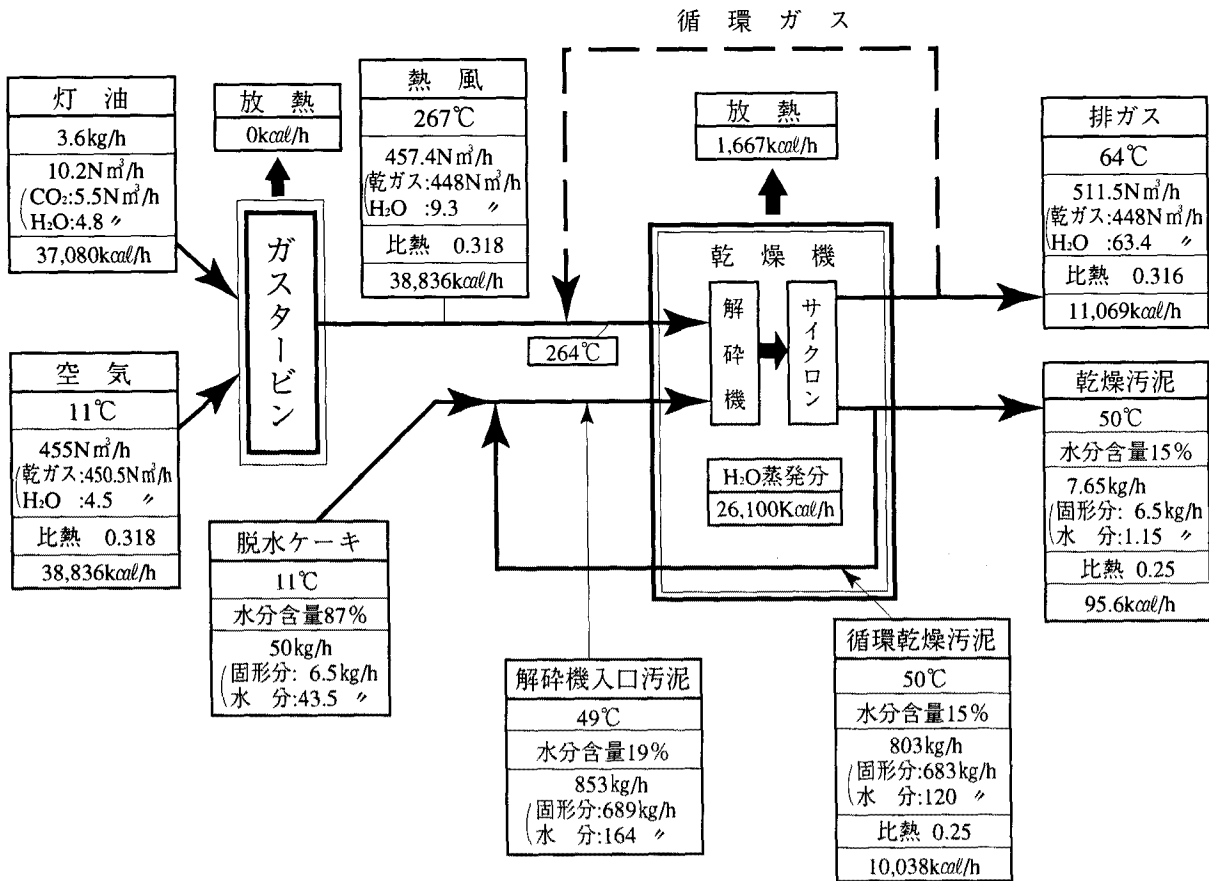 循環ガス
灯油
3.6kg/h
10.2Nm³/h
(CO₂:5.5Nm³/h
H₂O:4.8 〃
37,080kcal/h
放熱
0kcal/h
熱風
267℃
457.4Nm³/h
(乾ガス:448Nm³/h
H₂O :9.3 〃
比熱 0.318
38,836kcal/h
放熱
1,667kcal/h
排ガス
64℃
511.5Nm³/h
(乾ガス:448Nm³/h
H₂O :63.4 〃
比熱 0.316
11,069kcal/h
ガスタービン
乾燥機
解砕機
サイクロン
264℃
H₂O蒸発分
26,100Kcal/h
空気
11℃
455Nm³/h
(乾ガス:450.5Nm³/h
H₂O :4.5 〃
比熱 0.318
38,836kcal/h
乾燥汚泥
50℃
水分含量15%
7.65kg/h
(固形分: 6.5kg/h
水 分:1.15 〃
比熱 0.25
95.6kcal/h
脱水ケーキ
11℃
水分含量87%
50kg/h
(固形分: 6.5kg/h
水 分:43.5 〃
解砕機入口汚泥
49℃
水分含量19%
853kg/h
(固形分:689kg/h
水 分:164 〃
循環乾燥汚泥
50℃
水分含量15%
803kg/h
(固形分:683kg/h
水 分:120 〃
比熱 0.25
10,038kcal/h